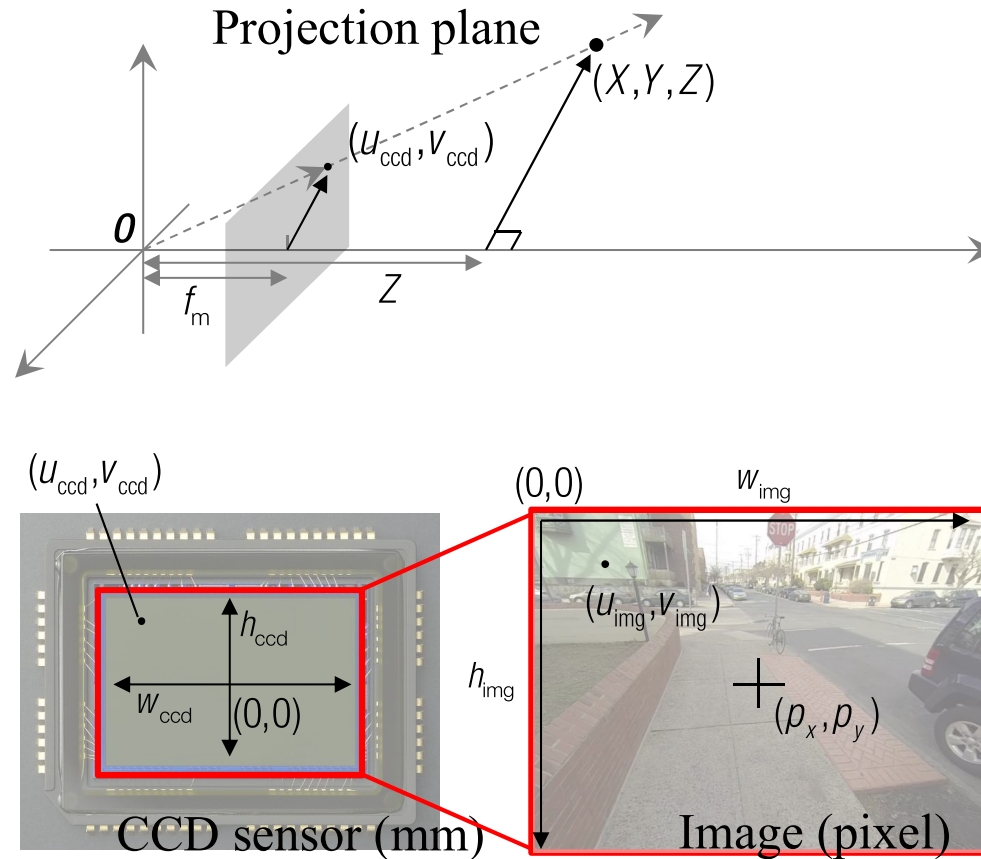 Projection plane
(X,Y,Z)
(u_ccd,v_ccd)
O
Z
f_m
(u_ccd,v_ccd)
(0,0)
w_img
STOP
(u_img,v_img)
h_ccd
h_img
w_ccd
(0,0)
(p_x,p_y)
CCD sensor (mm)
Image (pixel)